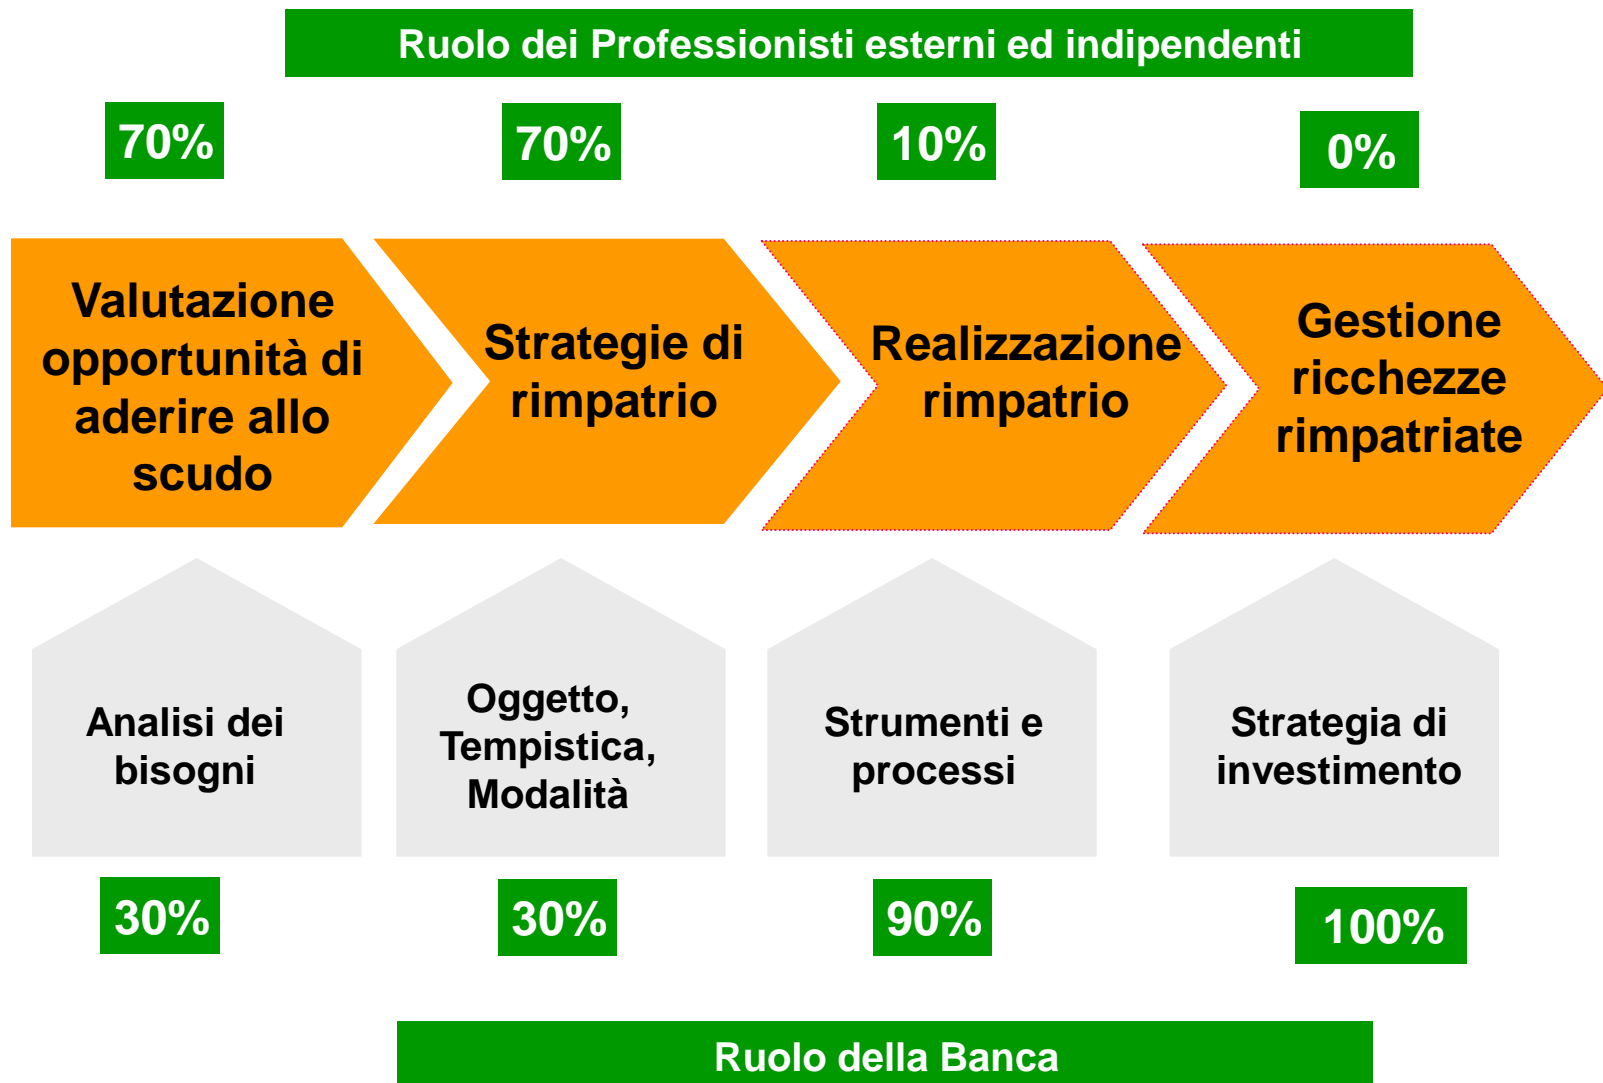 Ruolo dei Professionisti esterni ed indipendenti
70%
70%
10%
0%
Valutazione
opportunità di
aderire allo
scudo
Strategie di
rimpatrio
Realizzazione
rimpatrio
Gestione
ricchezze
rimpatriate
Analisi dei
bisogni
Oggetto,
Tempistica,
Modalità
Strumenti e
processi
Strategia di
investimento
30%
30%
90%
100%
Ruolo della Banca